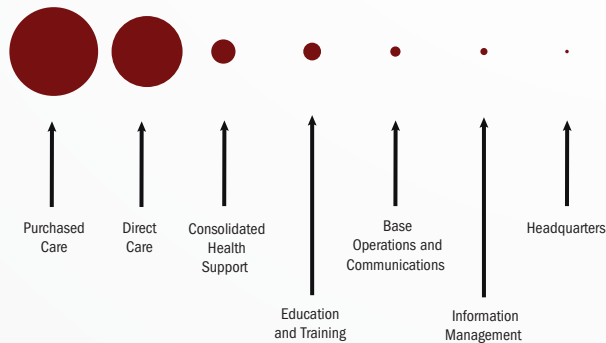 Purchased
Care
Direct
Care
Consolidated
Health
Support
Education
and Training
Base
Operations and
Communications
Information
Management
Headquarters